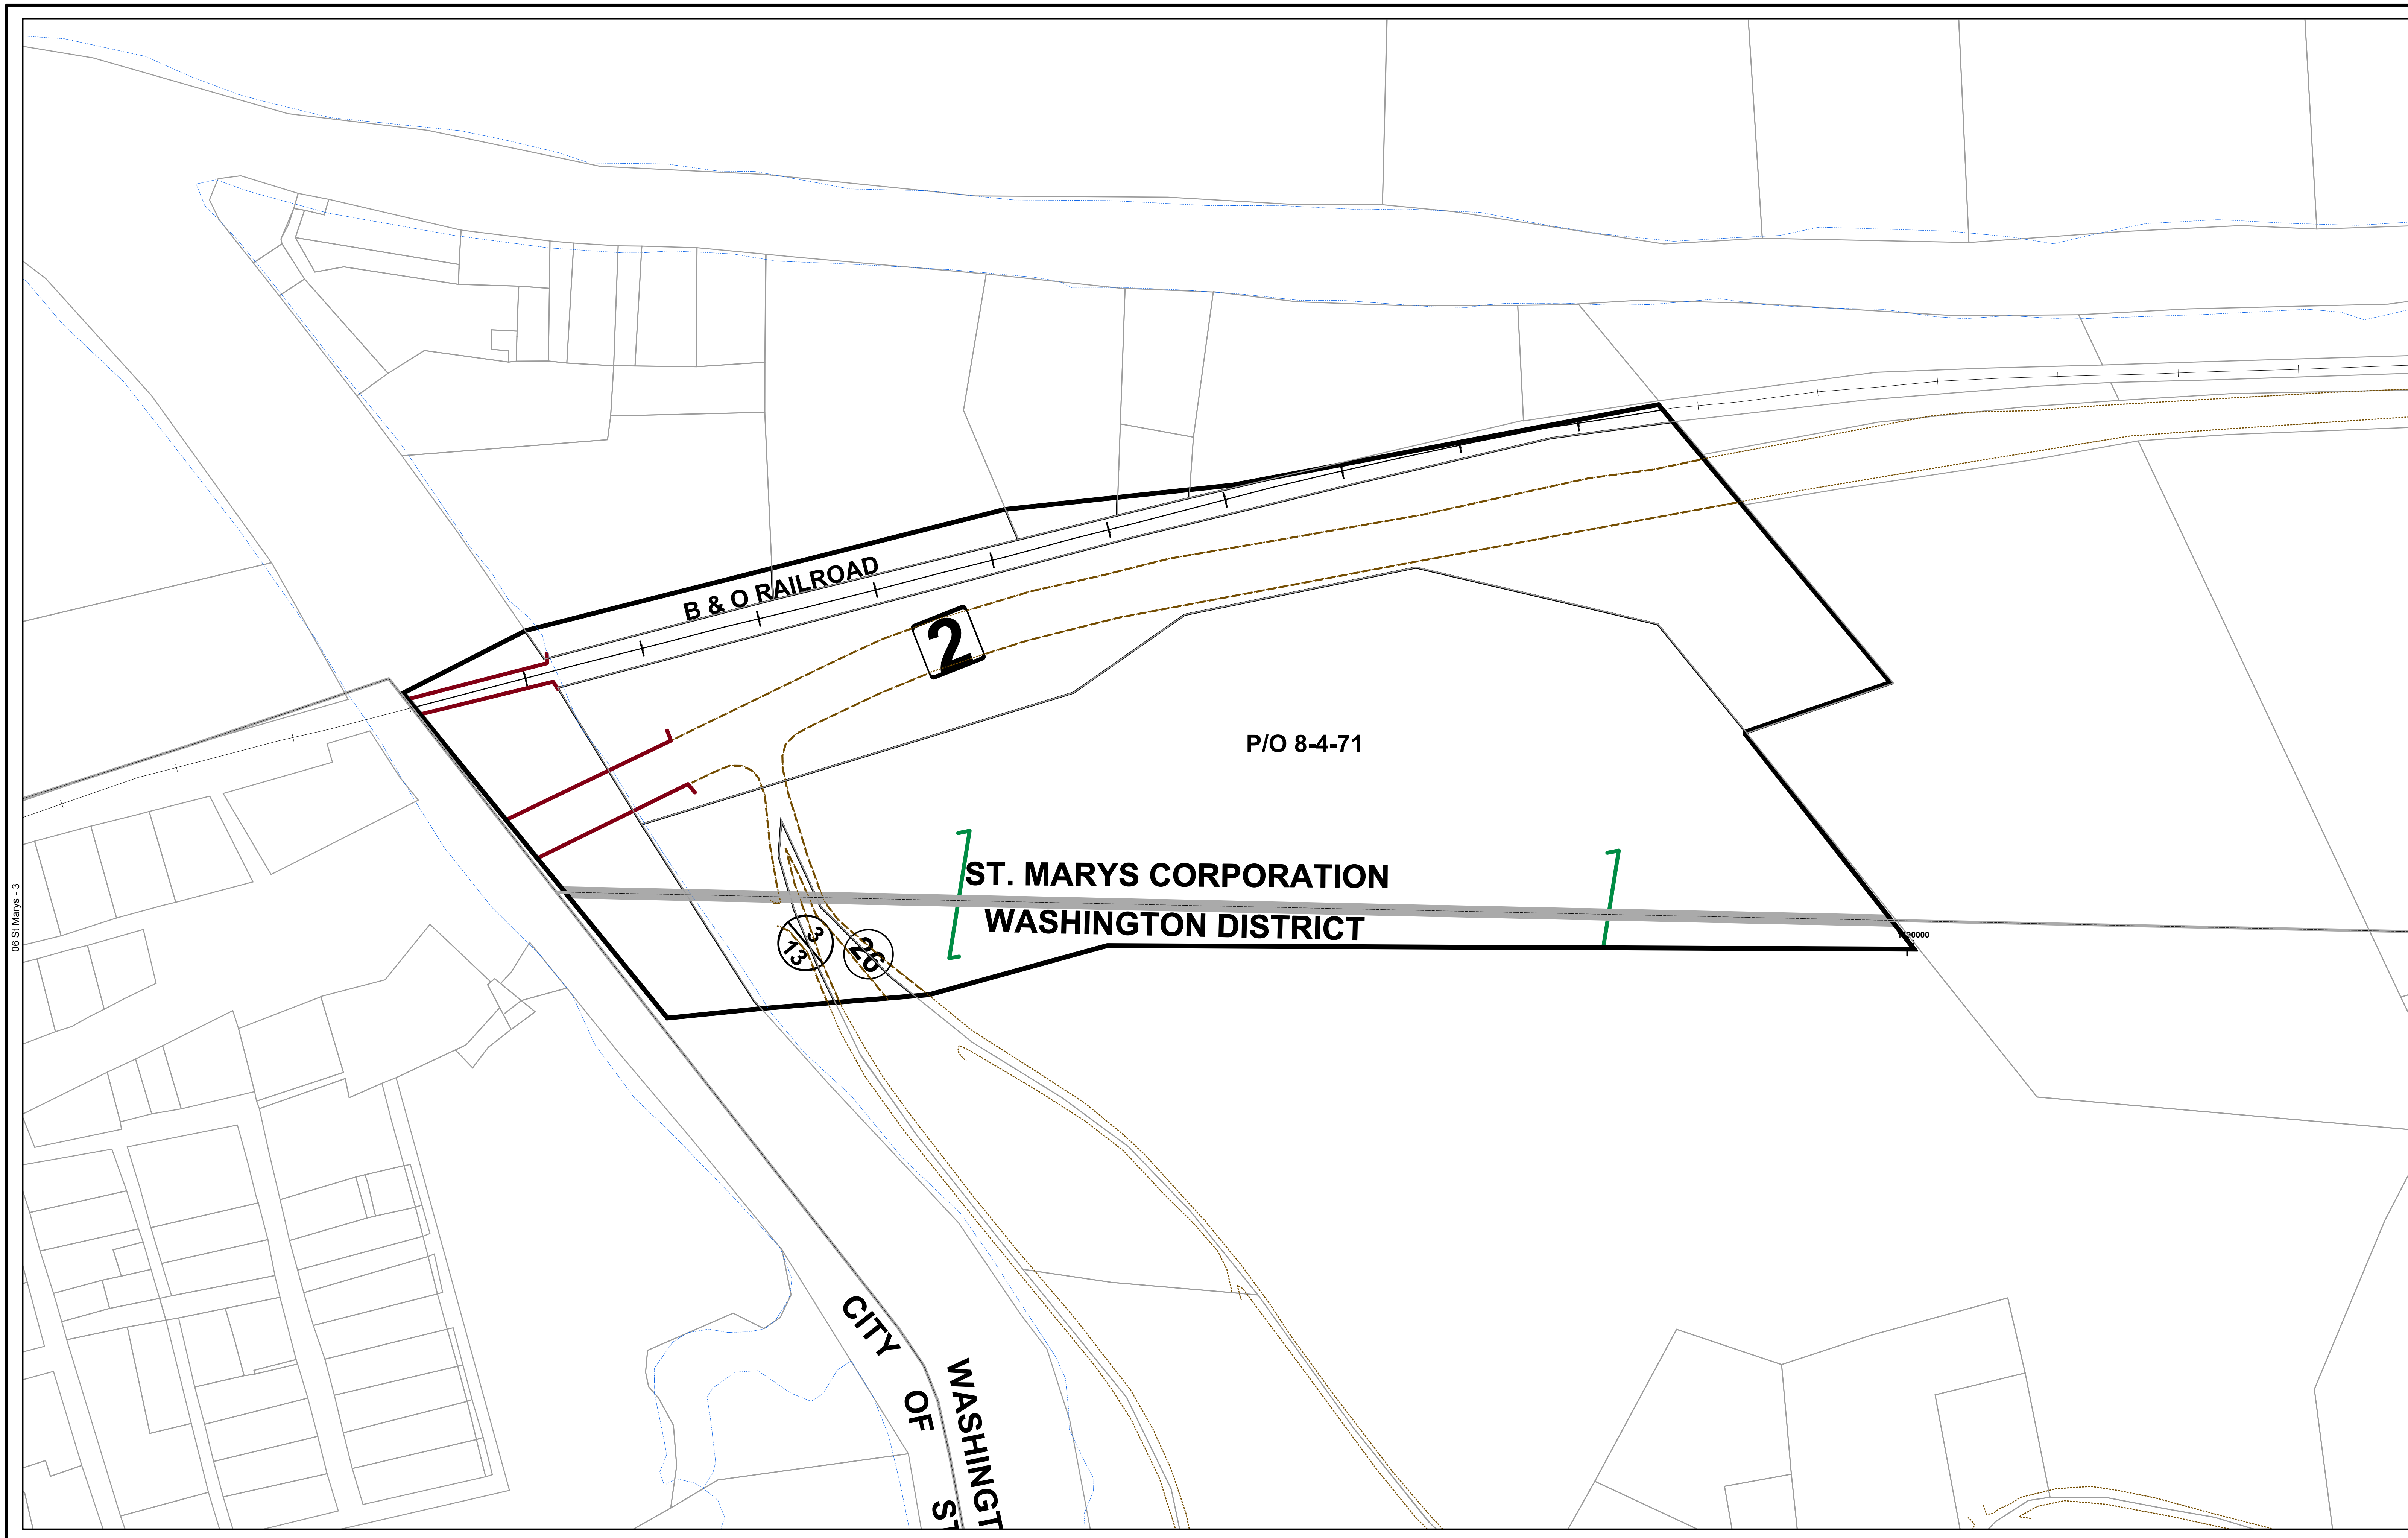 B & O RAILROAD
2
P/O 8-4-71
ST. MARYS CORPORATION
WASHINGTON DISTRICT
3
13
26
06 St Marys - 3
CITY OF ST
WASHINGT